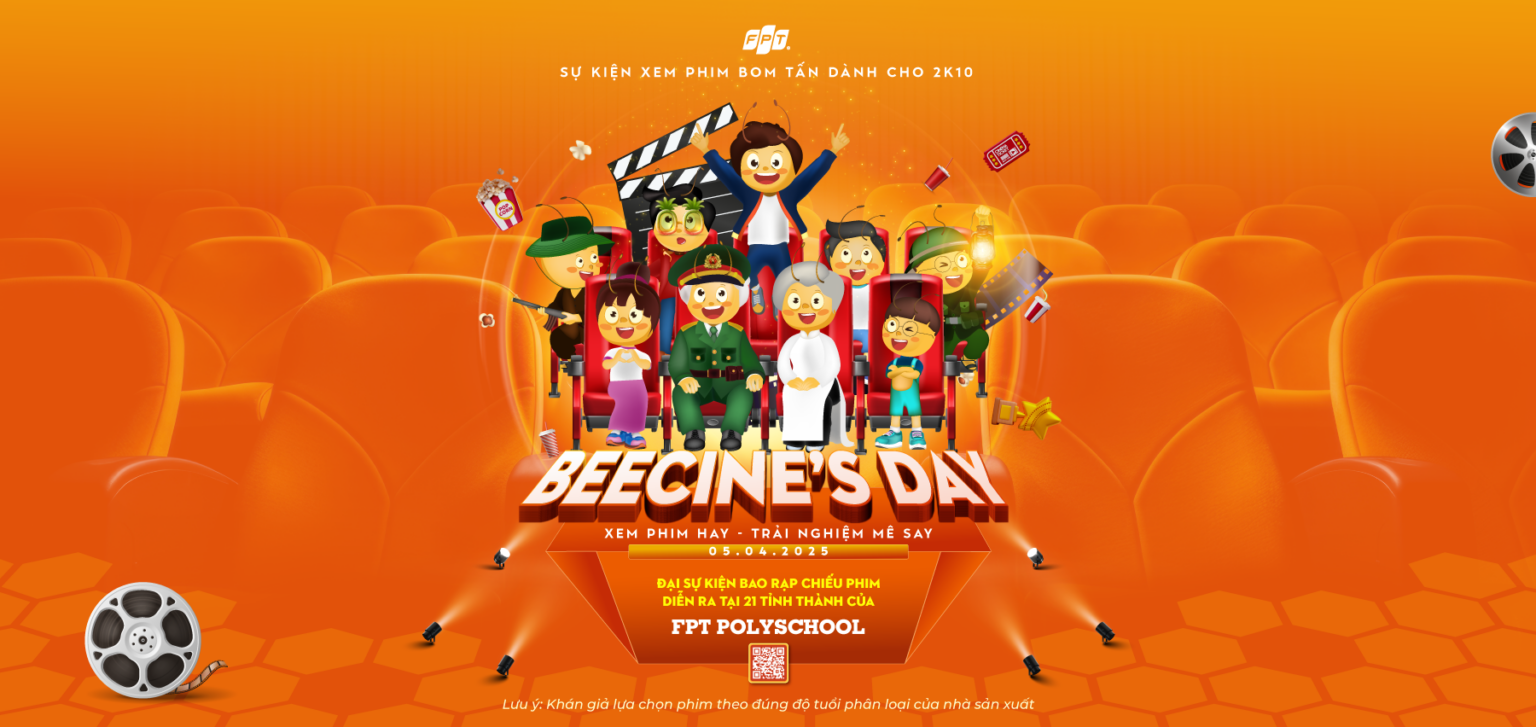 FPT
SỰ KIỆN XEM PHIM BOM TẤN DÀNH CHO 2K10
POP CORN
BEECINE'S DAY
XEM PHIM HAY - TRẢI NGHIỆM MÊ SAY
05.04.2025
ĐẠI SỰ KIỆN BAO RẠP CHIẾU PHIM
DIỄN RA TẠI 21 TỈNH THÀNH CỦA
FPT POLYSCHOOL
Lưu ý: Khán giả lựa chọn phim theo đúng độ tuổi phân loại của nhà sản xuất